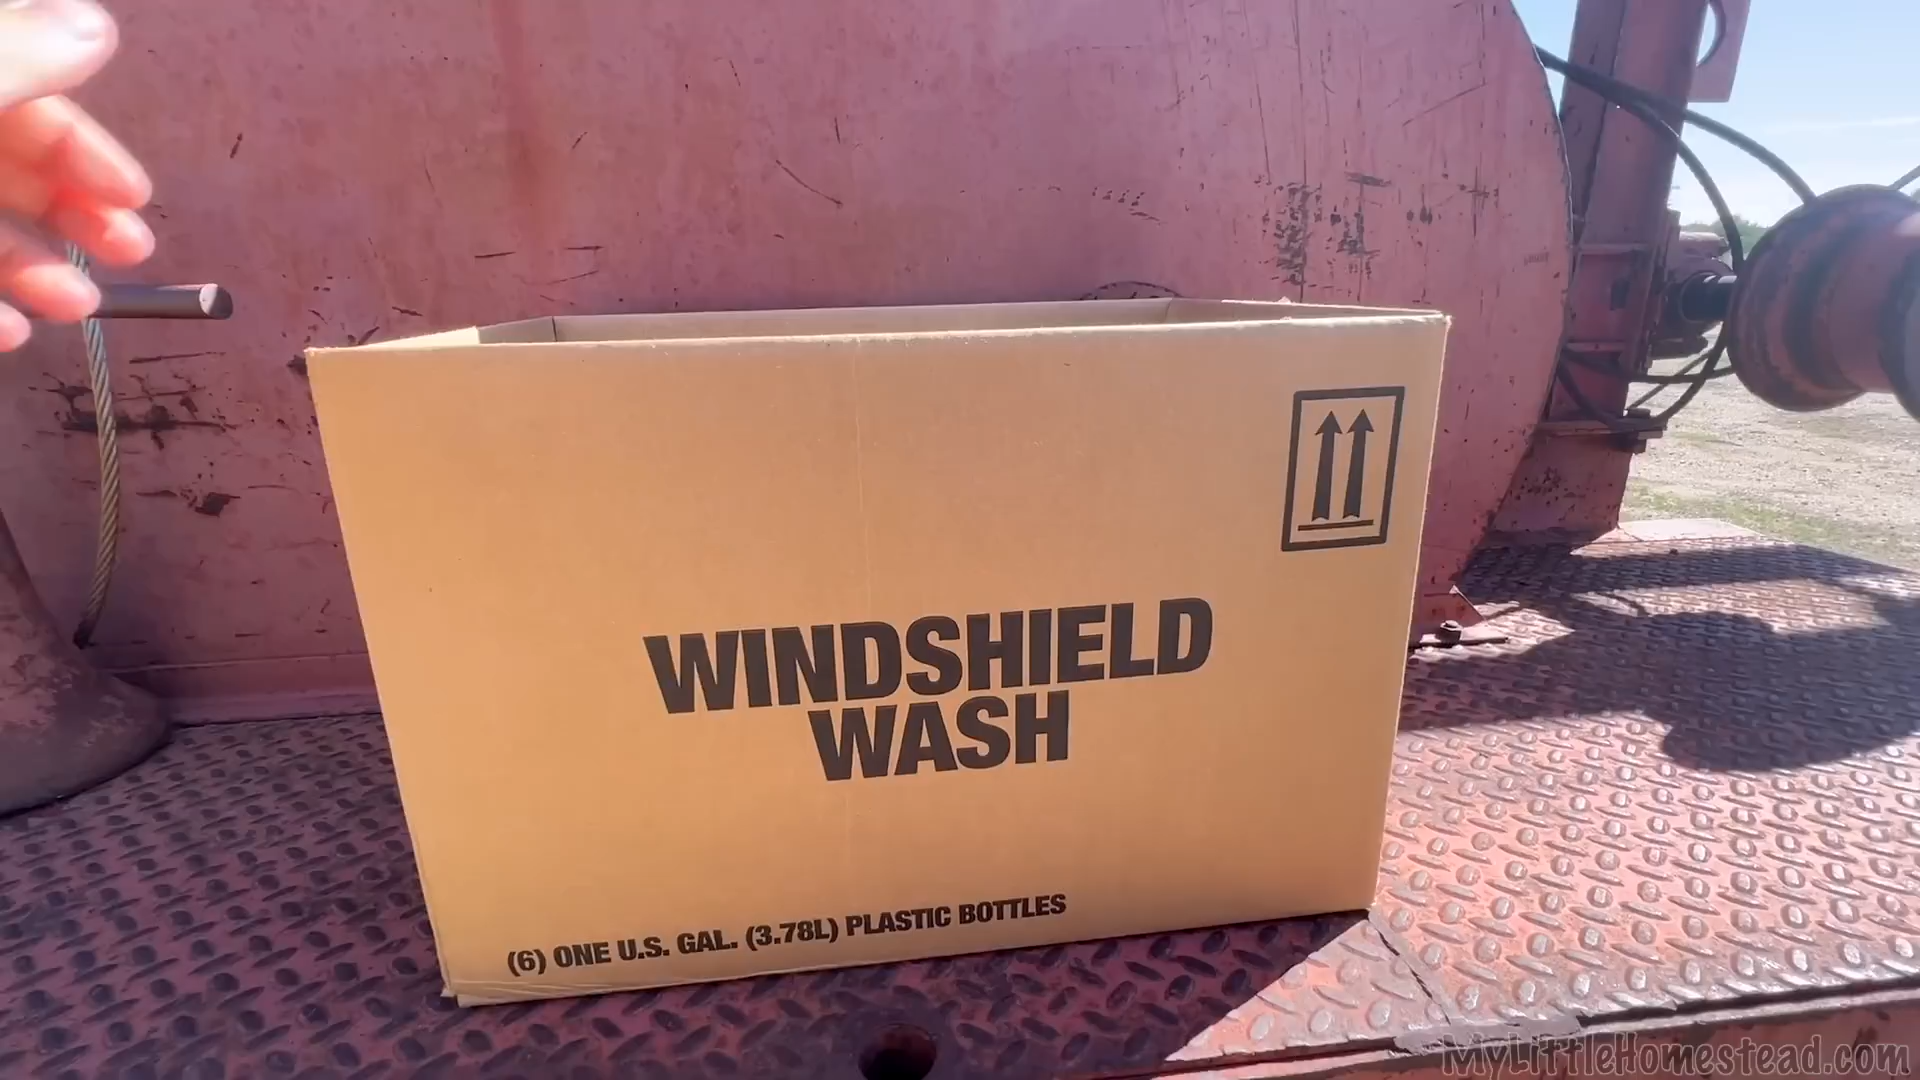 WINDSHIELD
WASH
(6) ONE U.S. GAL. (3.78L) PLASTIC BOTTLES
MyLittleHomestead.com